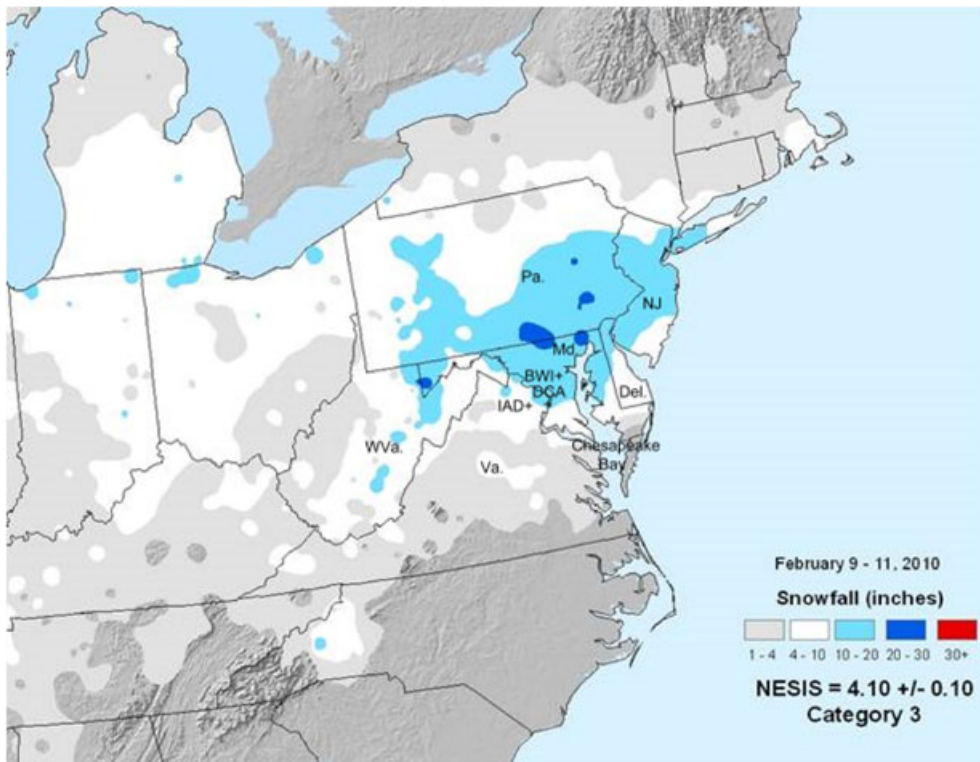 Pa.
NJ
Md.
BWI+
DCA
Del.
IAD+
WVa.
Va.
Chesapeake
Bay
February 9 - 11, 2010
Snowfall (inches)
1 - 4 4 - 10 10 - 20 20 - 30 30+
NESIS = 4.10 +/- 0.10
Category 3